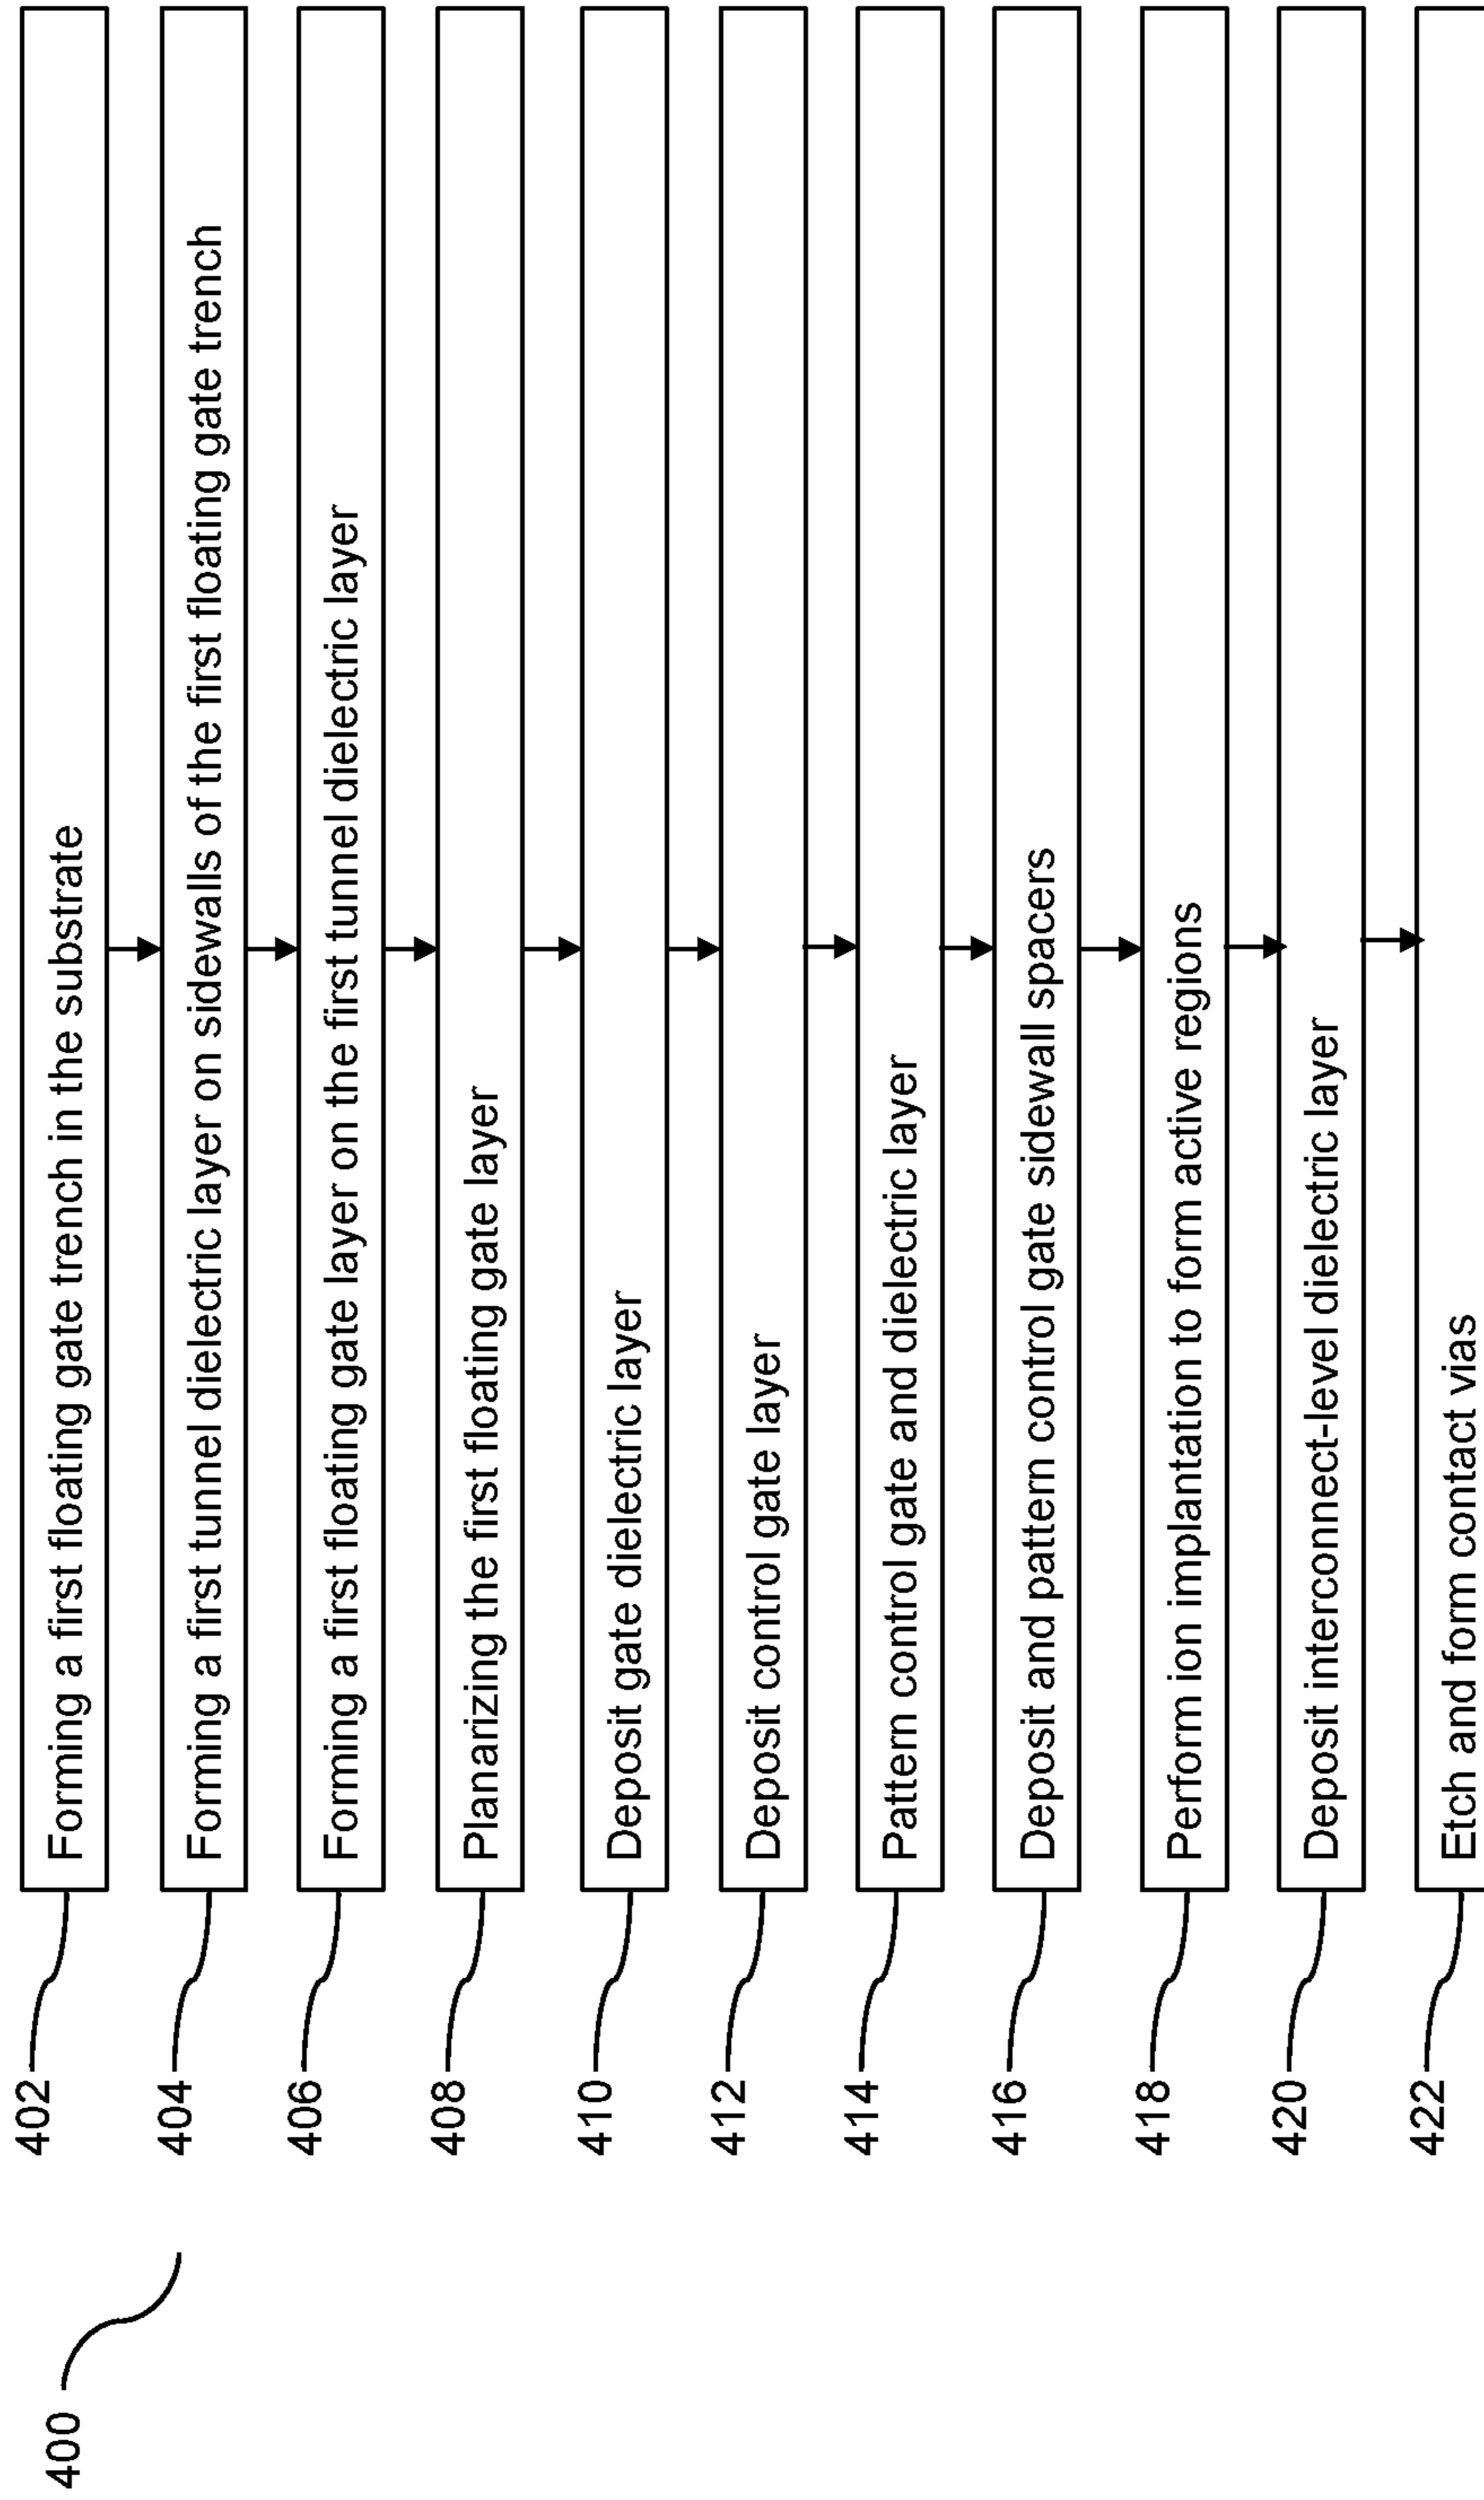 400
402
Forming a first floating gate trench in the substrate
404
Forming a first tunnel dielectric layer on sidewalls of the first floating gate trench
406
Forming a first floating gate layer on the first tunnel dielectric layer
408
Planarizing the first floating gate layer
410
Deposit gate dielectric layer
412
Deposit control gate layer
414
Pattern control gate and dielectric layer
416
Deposit and pattern control gate sidewall spacers
418
Perform ion implantation to form active regions
420
Deposit interconnect-level dielectric layer
422
Etch and form contact vias